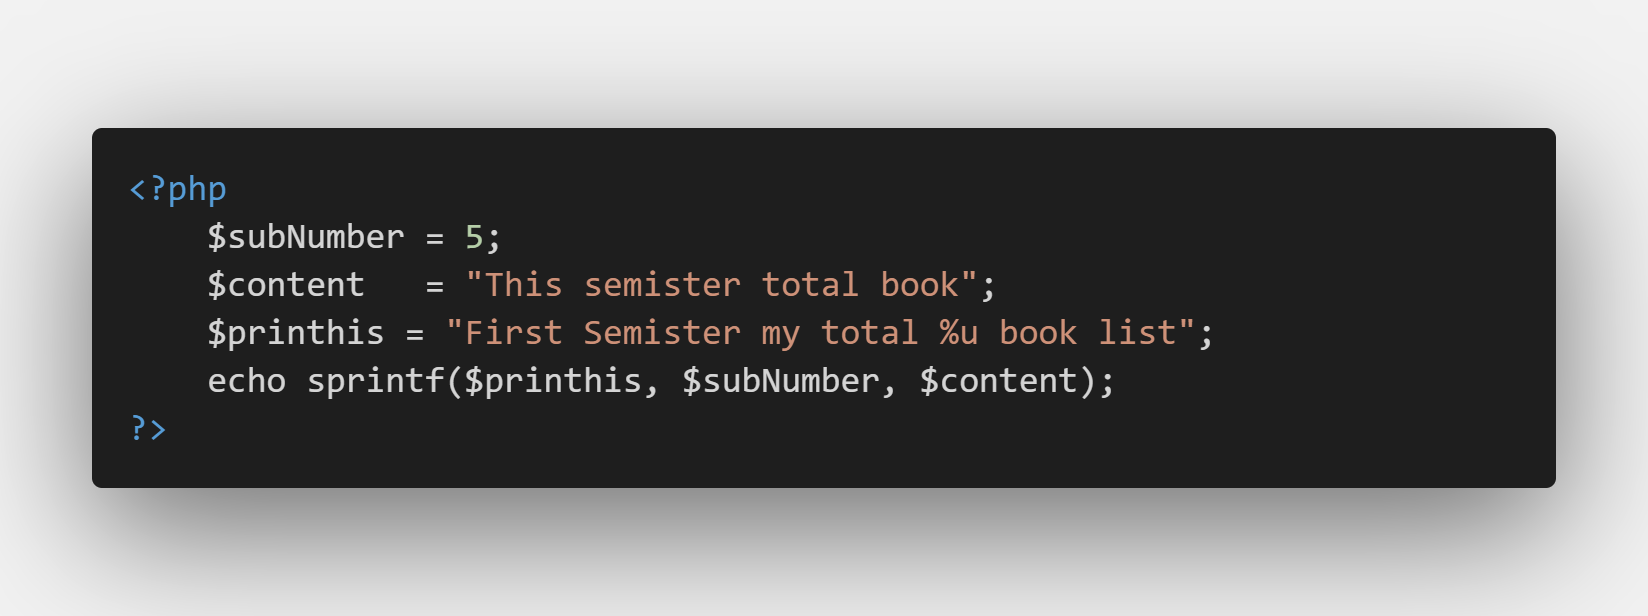 <?php
    $subNumber = 5;
    $content   = "This semister total book";
    $printhis = "First Semister my total %u book list";
    echo sprintf($printhis, $subNumber, $content);
?>